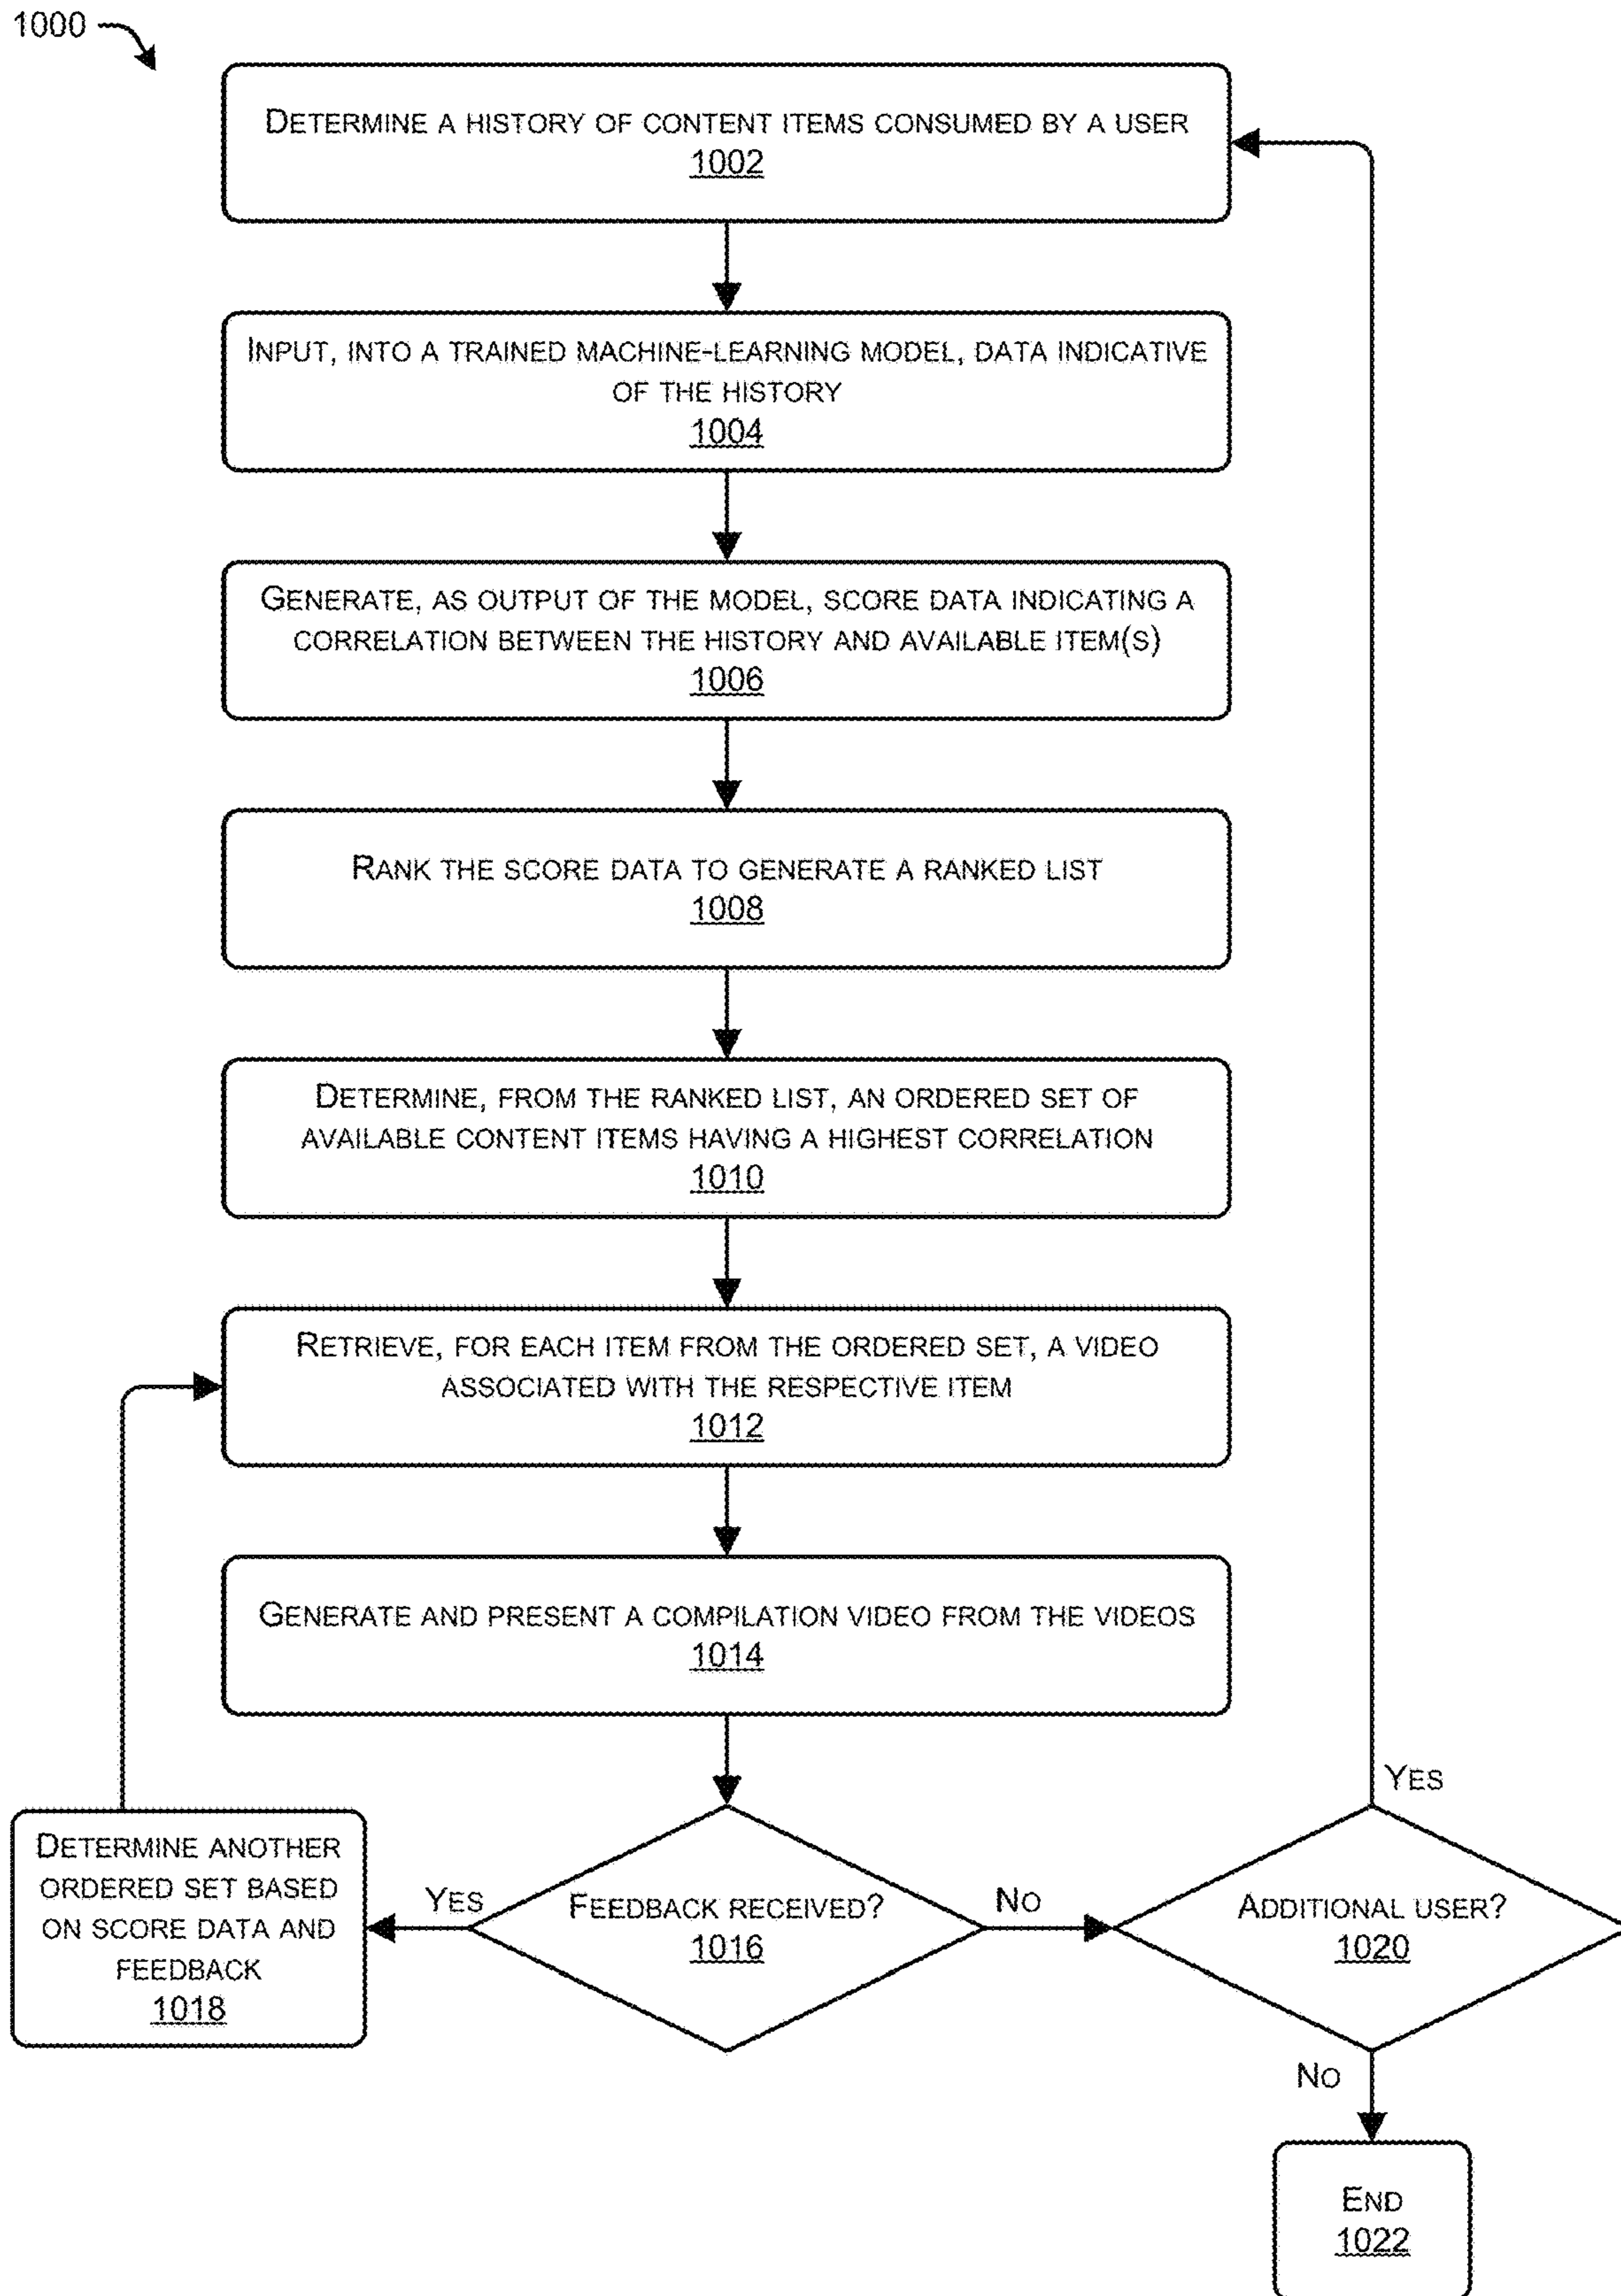 1000
DETERMINE A HISTORY OF CONTENT ITEMS CONSUMED BY A USER
1002
INPUT, INTO A TRAINED MACHINE-LEARNING MODEL, DATA INDICATIVE
OF THE HISTORY
1004
GENERATE, AS OUTPUT OF THE MODEL, SCORE DATA INDICATING A
CORRELATION BETWEEN THE HISTORY AND AVAILABLE ITEM(S)
1006
RANK THE SCORE DATA TO GENERATE A RANKED LIST
1008
DETERMINE, FROM THE RANKED LIST, AN ORDERED SET OF
AVAILABLE CONTENT ITEMS HAVING A HIGHEST CORRELATION
1010
RETRIEVE, FOR EACH ITEM FROM THE ORDERED SET, A VIDEO
ASSOCIATED WITH THE RESPECTIVE ITEM
1012
GENERATE AND PRESENT A COMPILATION VIDEO FROM THE VIDEOS
1014
FEEDBACK RECEIVED?
1016
YES
DETERMINE ANOTHER
ORDERED SET BASED
ON SCORE DATA AND
FEEDBACK
1018
NO
ADDITIONAL USER?
1020
YES
NO
END
1022